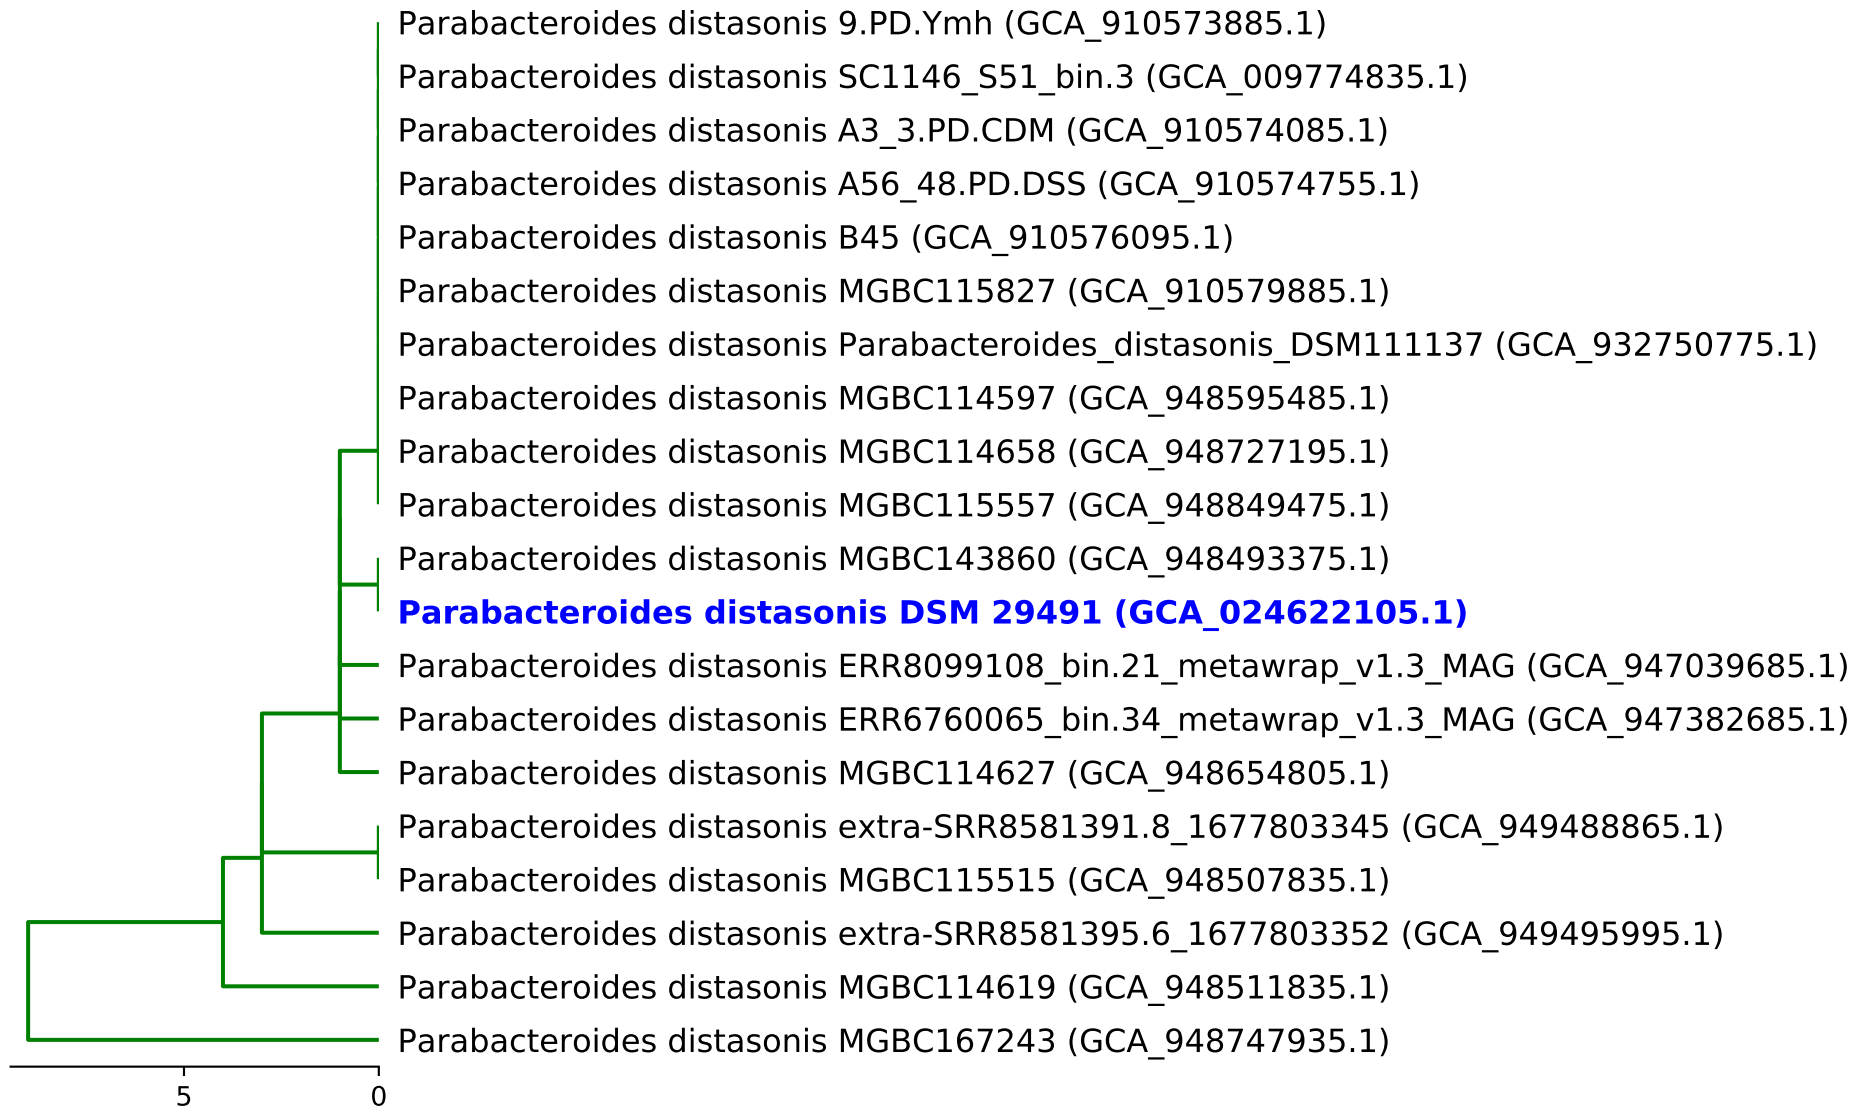 Parabacteroides distasonis 9.PD.Ymh (GCA_910573885.1)
Parabacteroides distasonis SC1146_S51_bin.3 (GCA_009774835.1)
Parabacteroides distasonis A3_3.PD.CDM (GCA_910574085.1)
Parabacteroides distasonis A56_48.PD.DSS (GCA_910574755.1)
Parabacteroides distasonis B45 (GCA_910576095.1)
Parabacteroides distasonis MGBC115827 (GCA_910579885.1)
Parabacteroides distasonis Parabacteroides_distasonis_DSM111137 (GCA_932750775.1)
Parabacteroides distasonis MGBC114597 (GCA_948595485.1)
Parabacteroides distasonis MGBC114658 (GCA_948727195.1)
Parabacteroides distasonis MGBC115557 (GCA_948849475.1)
Parabacteroides distasonis MGBC143860 (GCA_948493375.1)
Parabacteroides distasonis DSM 29491 (GCA_024622105.1)
Parabacteroides distasonis ERR8099108_bin.21_metawrap_v1.3_MAG (GCA_947039685.1)
Parabacteroides distasonis ERR6760065_bin.34_metawrap_v1.3_MAG (GCA_947382685.1)
Parabacteroides distasonis MGBC114627 (GCA_948654805.1)
Parabacteroides distasonis extra-SRR8581391.8_1677803345 (GCA_949488865.1)
Parabacteroides distasonis MGBC115515 (GCA_948507835.1)
Parabacteroides distasonis extra-SRR8581395.6_1677803352 (GCA_949495995.1)
Parabacteroides distasonis MGBC114619 (GCA_948511835.1)
Parabacteroides distasonis MGBC167243 (GCA_948747935.1)
5 0